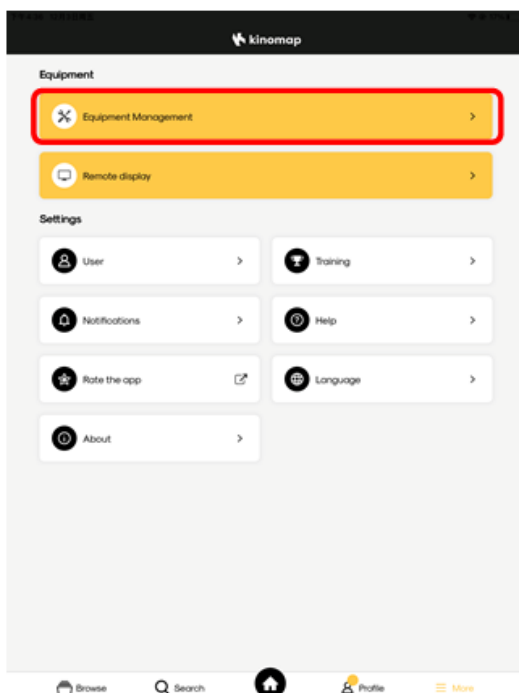 kinomap
Equipment
Equipment Management
Remote display
Settings
User
Training
Notifications
Help
Rate the app
Language
About
Browse
Search
Profile
More